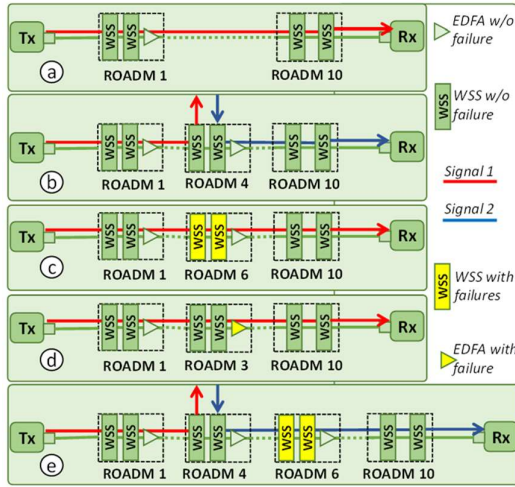 Tx
WSS
WSS
WSS
WSS
Rx
ROADM 1
ROADM 10
a
Tx
WSS
WSS
WSS
WSS
WSS
WSS
Rx
ROADM 1
ROADM 4
ROADM 10
b
Tx
WSS
WSS
WSS
WSS
WSS
WSS
Rx
ROADM 1
ROADM 6
ROADM 10
c
Tx
WSS
WSS
WSS
WSS
WSS
WSS
Rx
ROADM 1
ROADM 3
ROADM 10
d
Tx
WSS
WSS
WSS
WSS
WSS
WSS
WSS
WSS
Rx
ROADM 1
ROADM 4
ROADM 6
ROADM 10
e
EDFA w/o
failure
WSS
WSS w/o
failure
Signal 1
Signal 2
WSS
WSS with
failures
EDFA with
failure